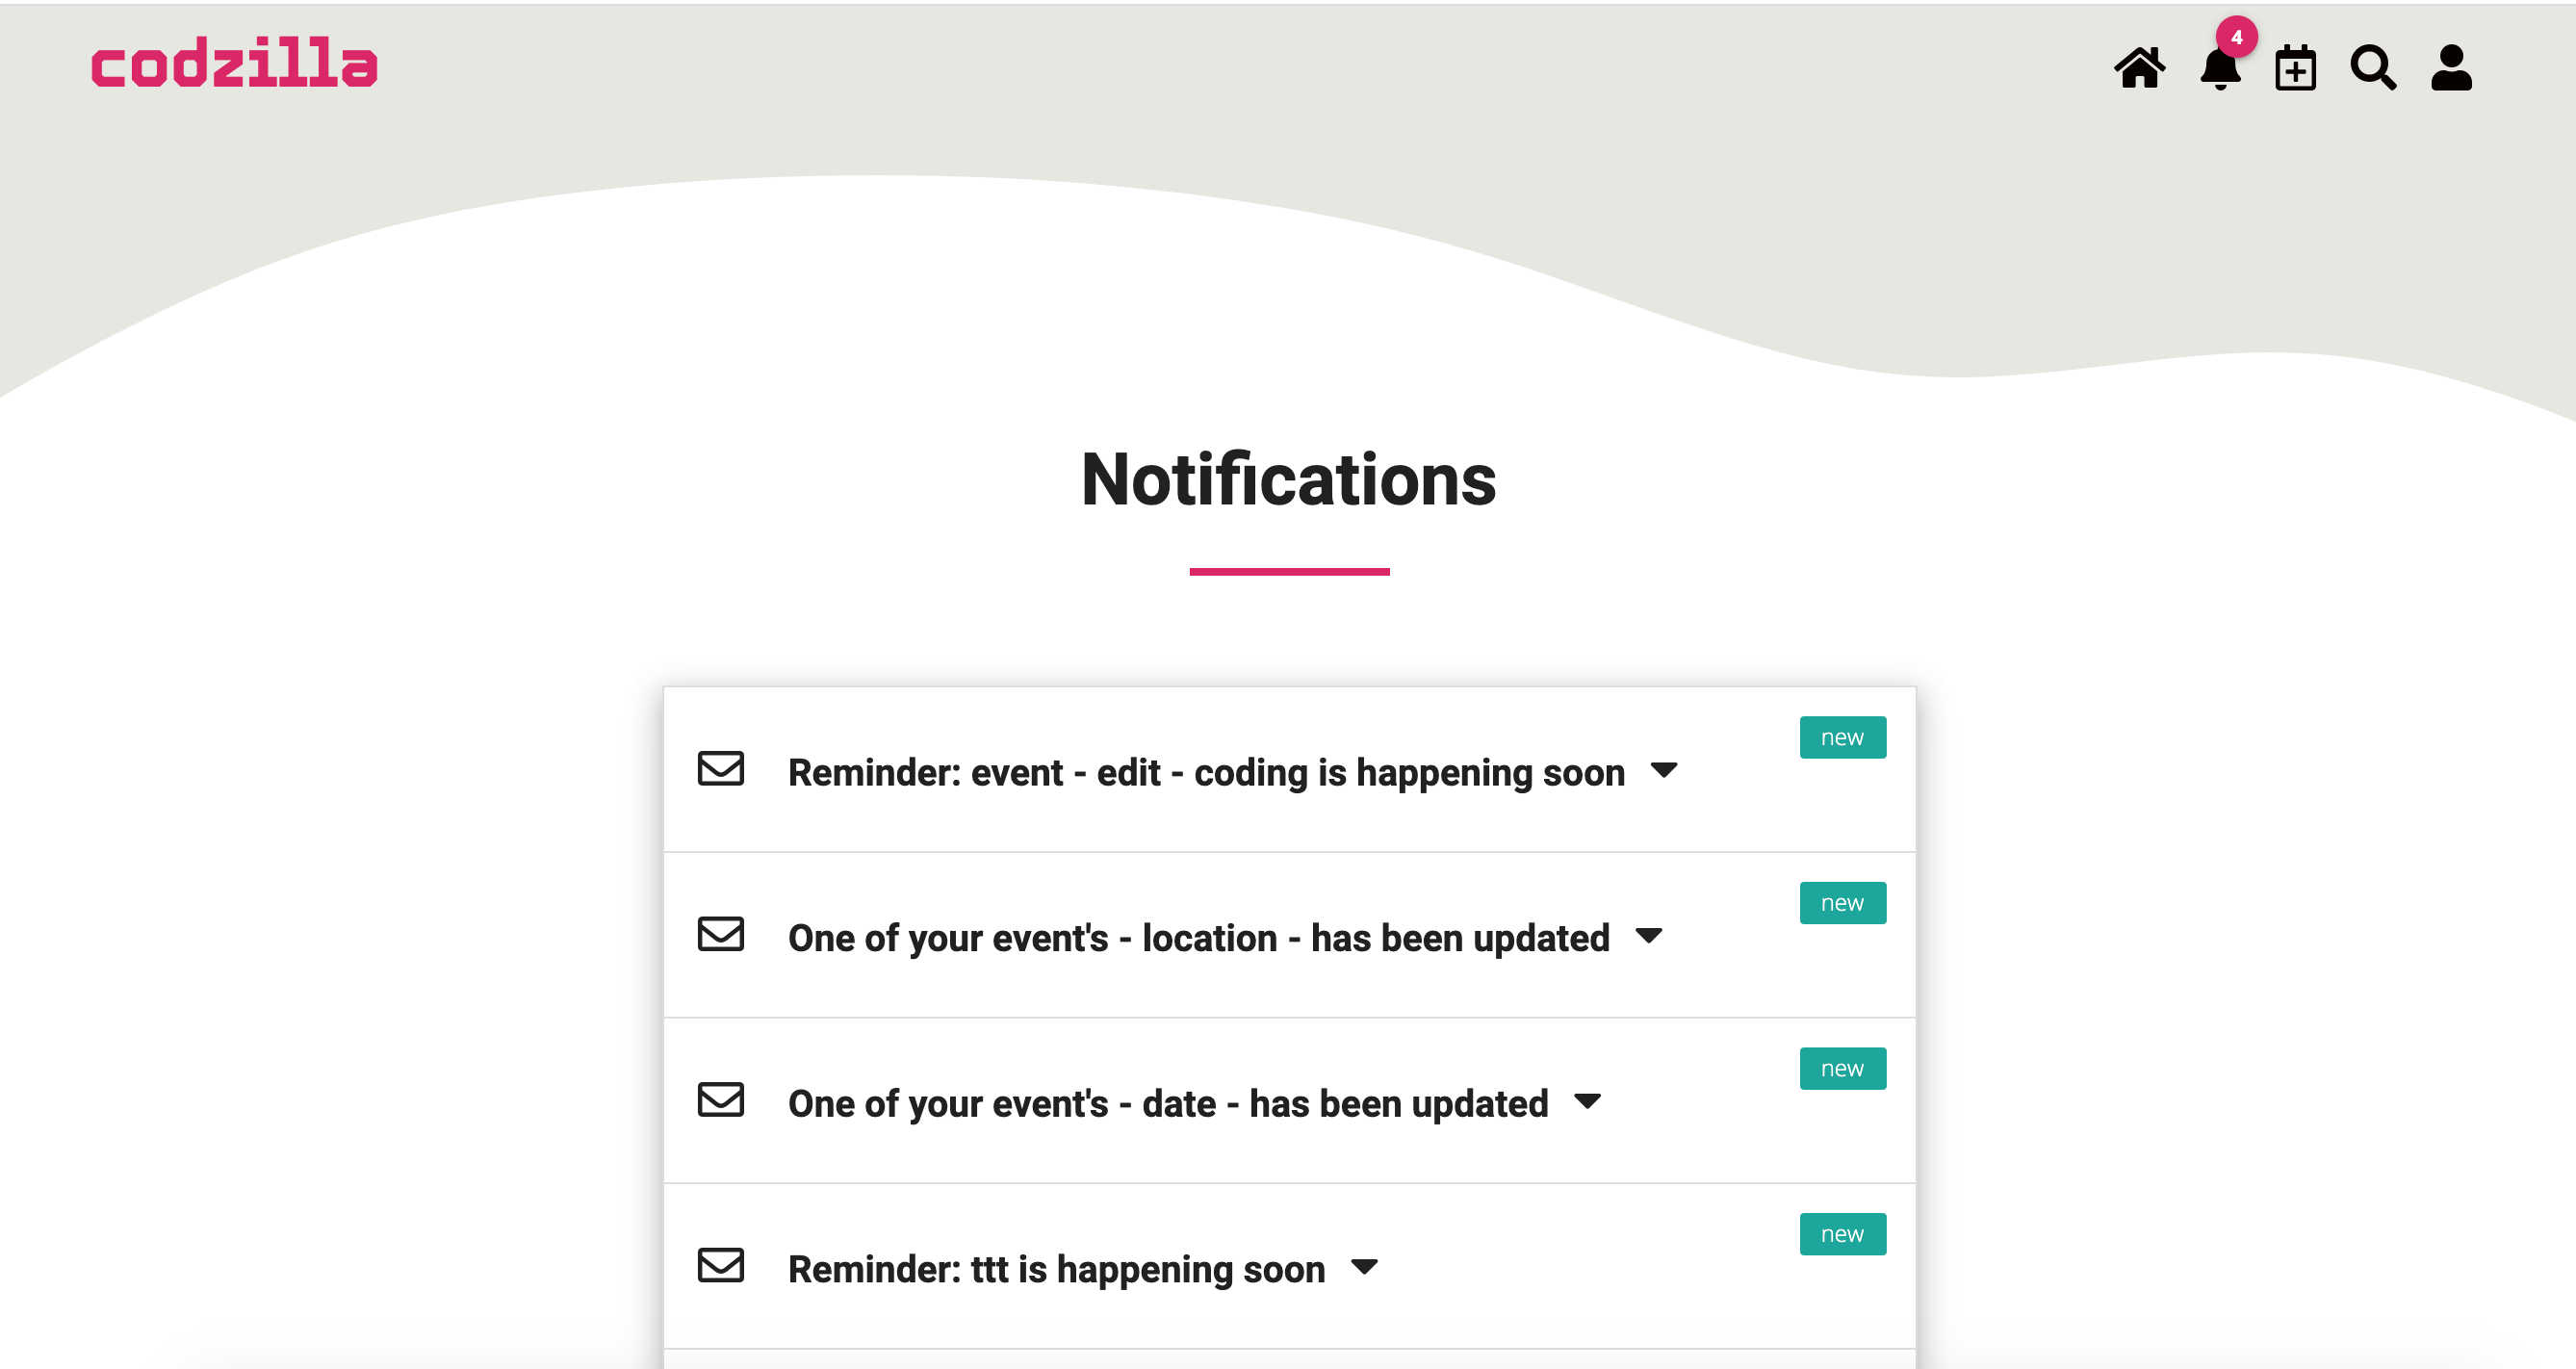 codzilla
4
Notifications
new
Reminder: event - edit - coding is happening soon
new
One of your event's - location - has been updated
new
One of your event's - date - has been updated
new
Reminder: ttt is happening soon